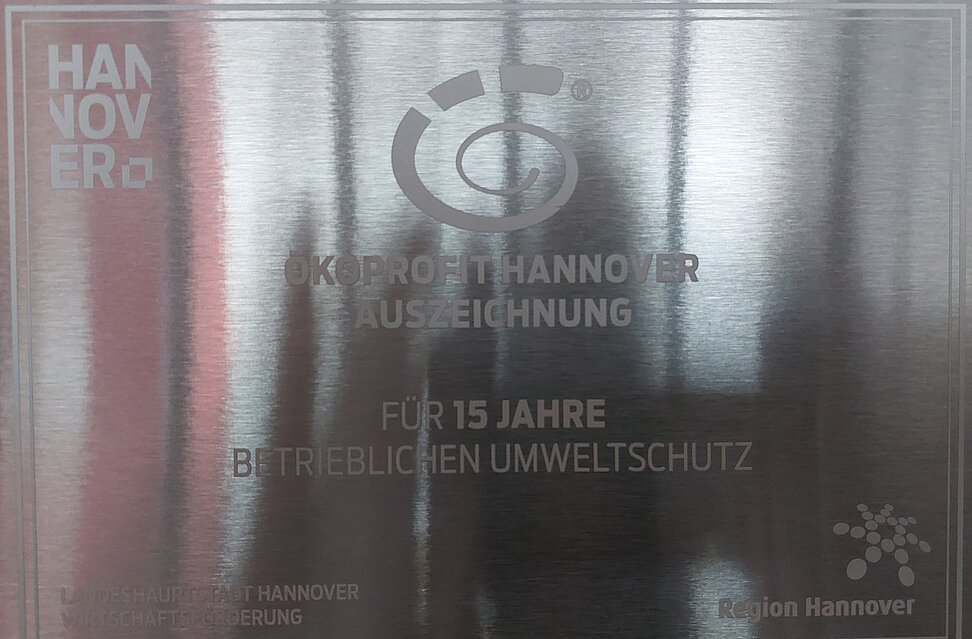 HAN
NOV
ER
®
ÖKOPROFIT HANNOVER
AUSZEICHNUNG
FÜR 15 JAHRE
BETRIEBLICHEN UMWELTSCHUTZ
LANDESHAUPTSTADT HANNOVER
WIRTSCHAFTSFÖRDERUNG
Region Hannover